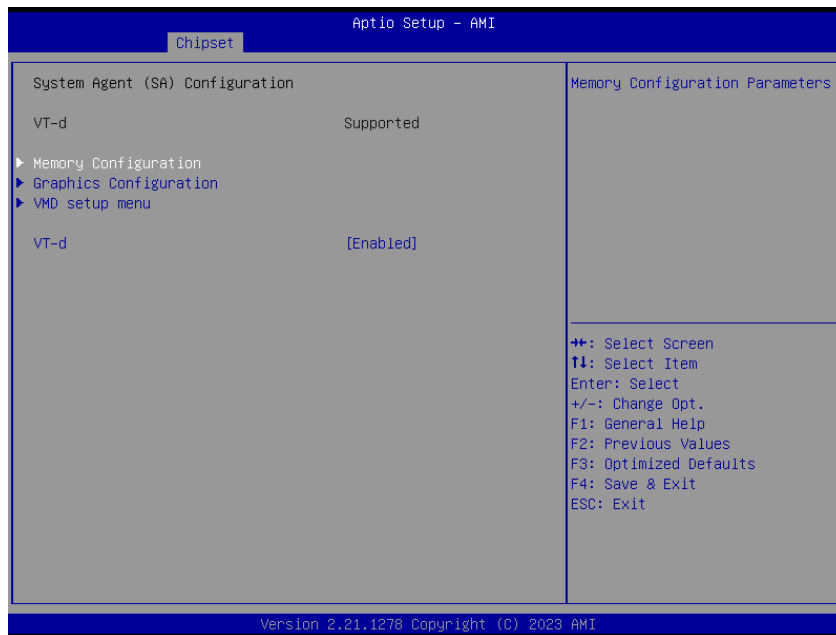 Aptio Setup - AMI
Chipset
System Agent (SA) Configuration
VT-d Supported
Memory Configuration
Graphics Configuration
VMD setup menu
VT-d [Enabled]
Memory Configuration Parameters
→←: Select Screen
↑↓: Select Item
Enter: Select
+/-: Change Opt.
F1: General Help
F2: Previous Values
F3: Optimized Defaults
F4: Save & Exit
ESC: Exit
Version 2.21.1278 Copyright (C) 2023 AMI